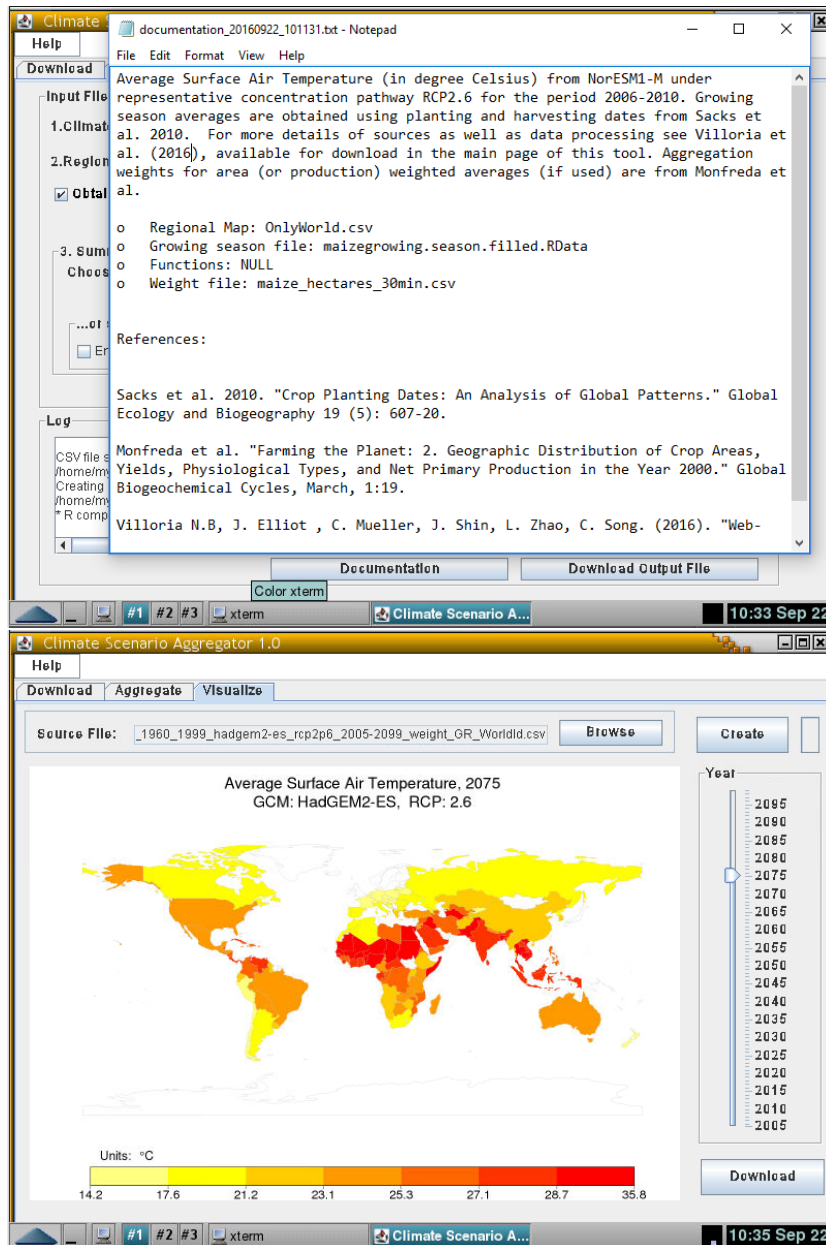 Climate S
documentation_20160922_101131.txt - Notepad
Help
File Edit Format View Help
Download
Average Surface Air Temperature (in degree Celsius) from NorESM1-M under
representative concentration pathway RCP2.6 for the period 2006-2010. Growing
season averages are obtained using planting and harvesting dates from Sacks et
al. 2010. For more details of sources as well as data processing see Villoria et
al. (2016), available for download in the main page of this tool. Aggregation
weights for area (or production) weighted averages (if used) are from Monfreda et
al.
Input File
1.Climat
2.Region
Obtai
o Regional Map: OnlyWorld.csv
o Growing season file: maizegrowing.season.filled.RData
o Functions: NULL
o Weight file: maize_hectares_30min.csv
3. Summ
Choos
...or s
En
References:
Sacks et al. 2010. "Crop Planting Dates: An Analysis of Global Patterns." Global
Ecology and Biogeography 19 (5): 607-20.
Log
Monfreda et al. "Farming the Planet: 2. Geographic Distribution of Crop Areas,
Yields, Physiological Types, and Net Primary Production in the Year 2000." Global
Biogeochemical Cycles, March, 1:19.
CSV file s
/home/my
Creating
/home/my
* R comp
Villoria N.B, J. Elliot , C. Mueller, J. Shin, L. Zhao, C. Song. (2016). "Web-
Documentation
Download Output File
Color xterm
#1 #2 #3 xterm Climate Scenario A... 10:33 Sep 22
Climate Scenario Aggregator 1.0
Help
Download Aggregate Visualize
Source File: _1960_1999_hadgem2-es_rcp2p6_2005-2099_weight_GR_WorldId.csv Browse Create
Average Surface Air Temperature, 2075
GCM: HadGEM2-ES, RCP: 2.6
Year
2095
2090
2085
2080
2075
2070
2065
2060
2055
2050
2045
2040
2035
2030
2025
2020
2015
2010
2005
Units: °C
14.2 17.6 21.2 23.1 25.3 27.1 28.7 35.8
Download
#1 #2 #3 xterm Climate Scenario A... 10:35 Sep 22